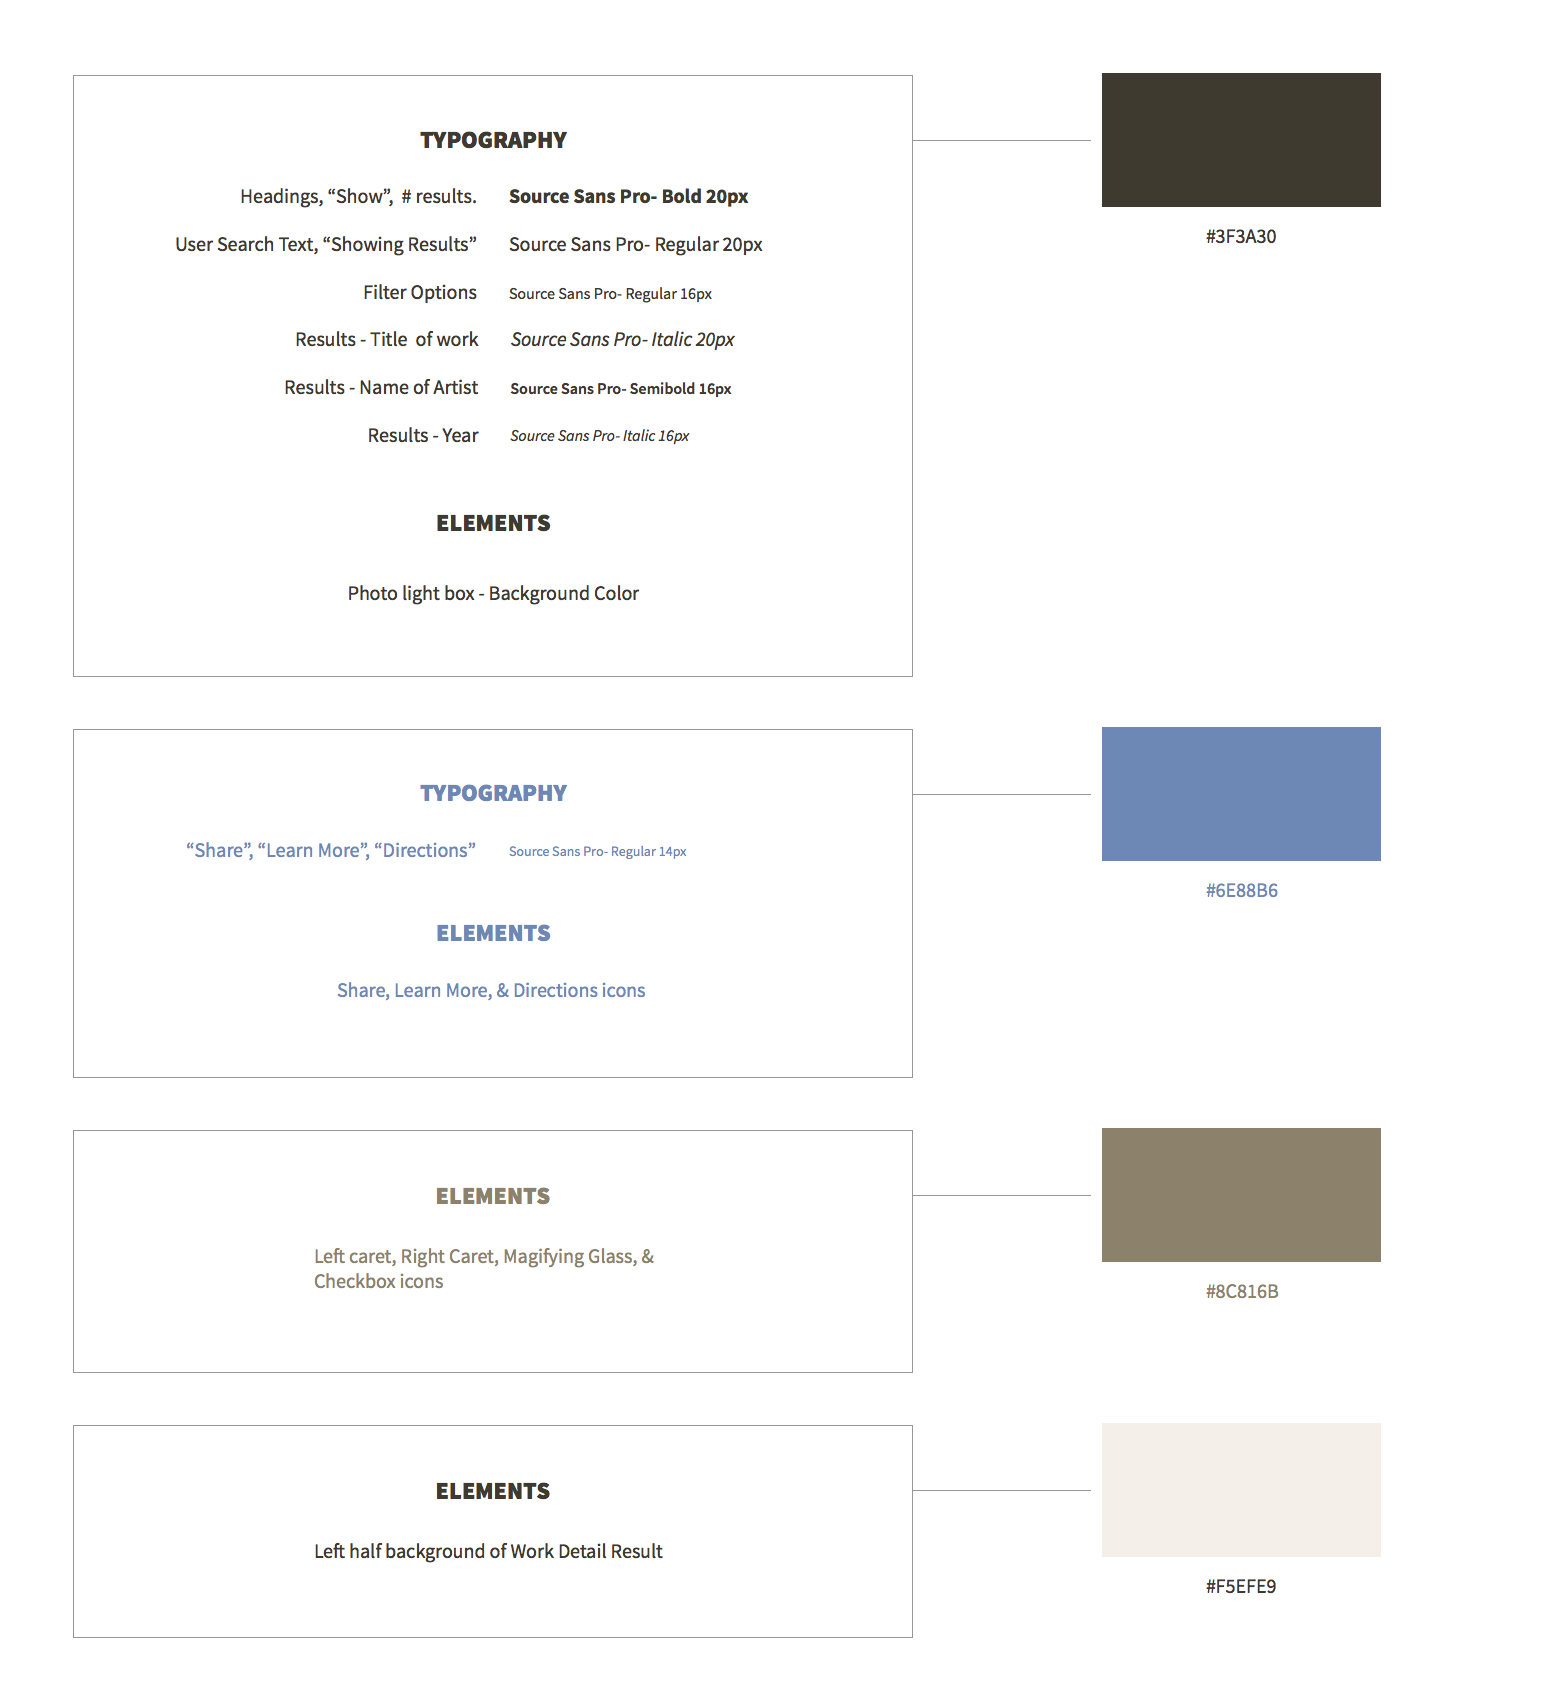 TYPOGRAPHY
Headings, “Show”,  # results. Source Sans Pro- Bold 20px
User Search Text, “Showing Results” Source Sans Pro- Regular 20px
Filter Options Source Sans Pro- Regular 16px
Results - Title  of work Source Sans Pro- Italic 20px
Results - Name of Artist Source Sans Pro- Semibold 16px
Results - Year Source Sans Pro- Italic 16px
ELEMENTS
Photo light box - Background Color
#3F3A30
TYPOGRAPHY
“Share”, “Learn More”, “Directions” Source Sans Pro- Regular 14px
ELEMENTS
Share, Learn More, & Directions icons
#6E88B6
ELEMENTS
Left caret, Right Caret, Magifying Glass, &
Checkbox icons
#8C816B
ELEMENTS
Left half background of Work Detail Result
#F5EFE9